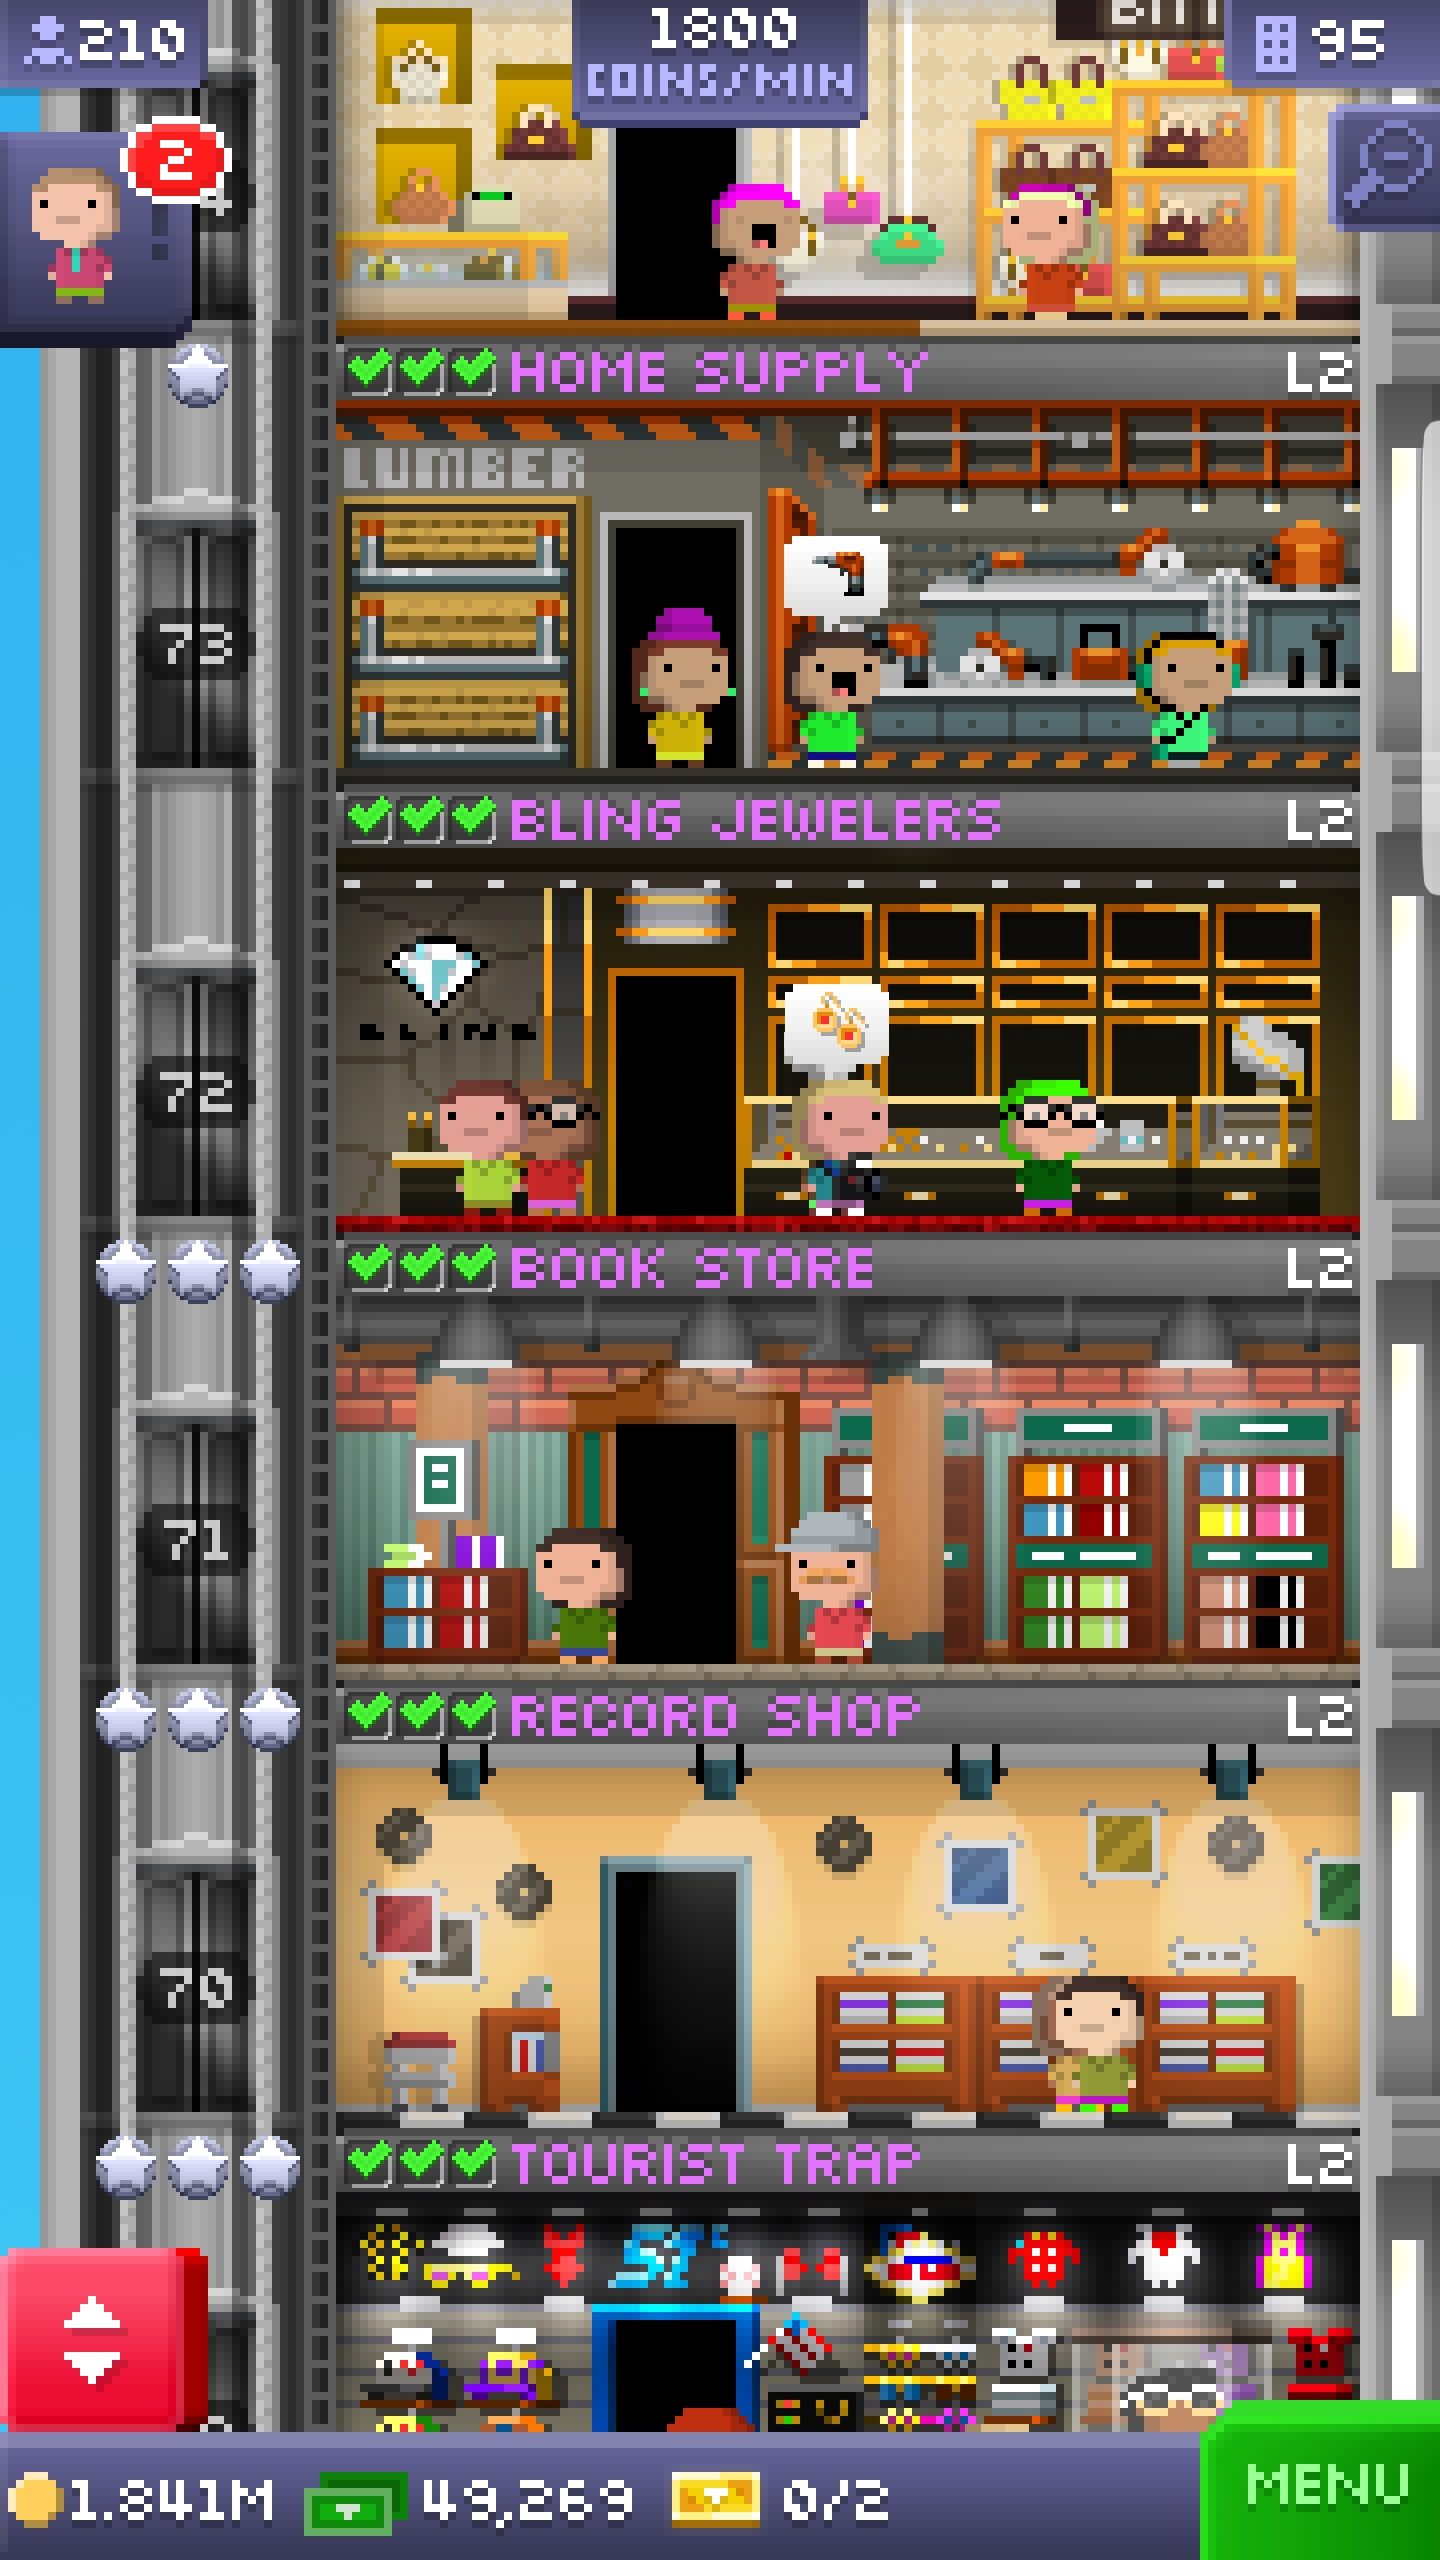 210
1800
COINS/MIN
95
2
HOME SUPPLY L2
LUMBER
73
BLING JEWELERS L2
BLING
72
BOOK STORE L2
71
RECORD SHOP L2
70
TOURIST TRAP L2
1.841M 49,269 0/2 MENU